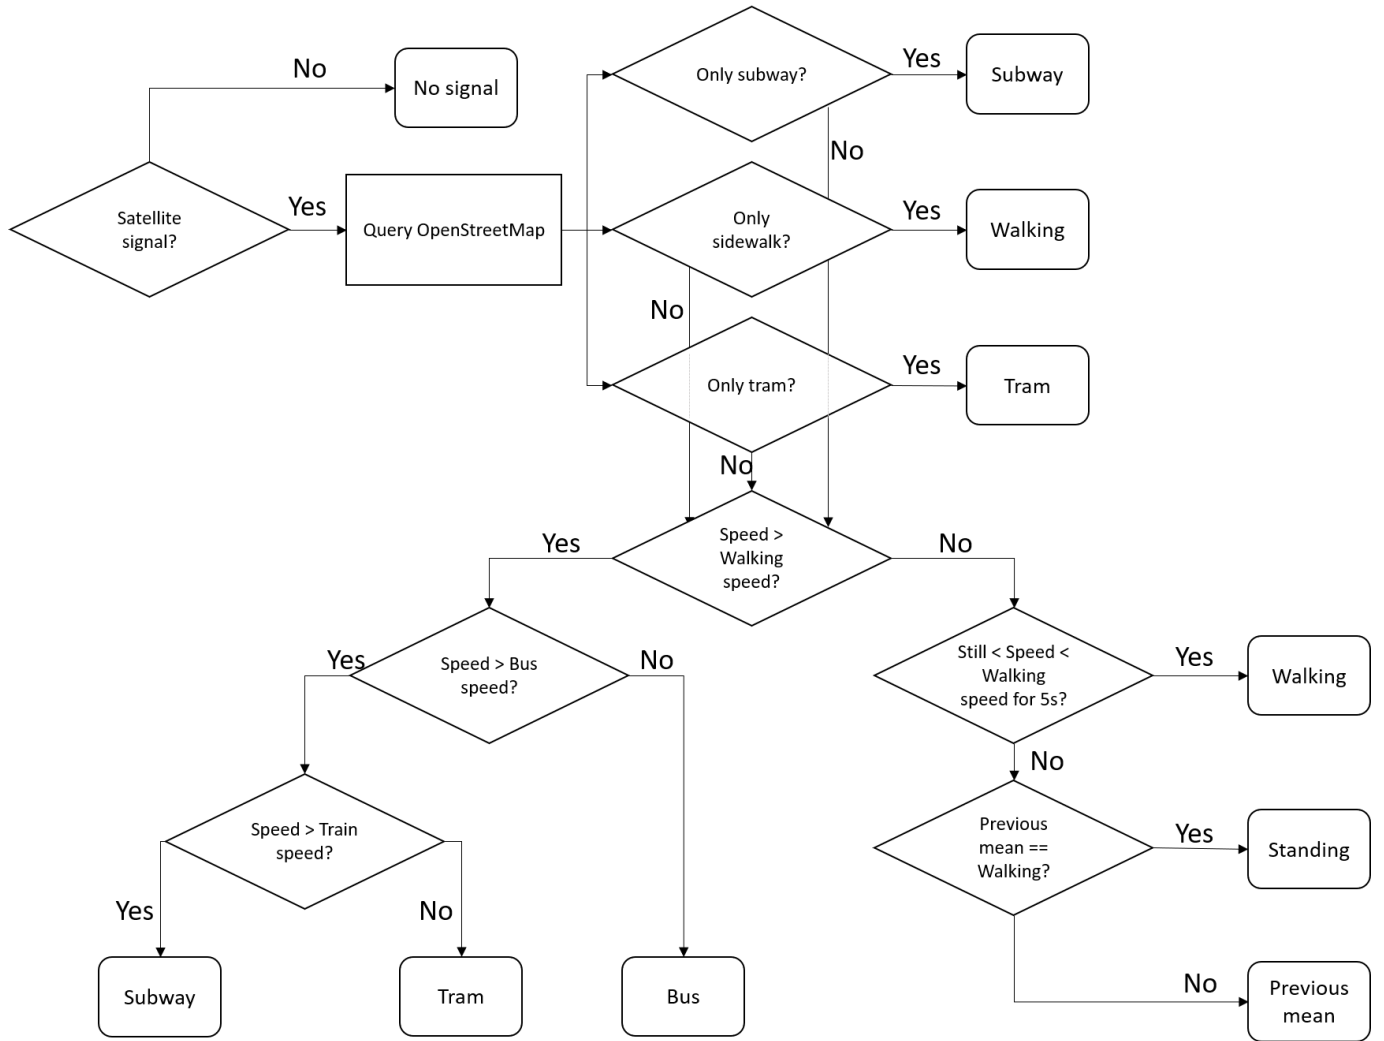 No
No signal
Only subway?
Yes
Subway
No
Satellite
signal?
Yes
Query OpenStreetMap
Only
sidewalk?
Yes
Walking
No
Only tram?
Yes
Tram
No
Speed >
Walking
speed?
Yes
No
Speed > Bus
speed?
Yes
No
Still < Speed <
Walking
speed for 5s?
Yes
Walking
No
Speed > Train
speed?
Previous
mean ==
Walking?
Yes
Standing
Yes
No
Subway
Tram
Bus
No
Previous
mean